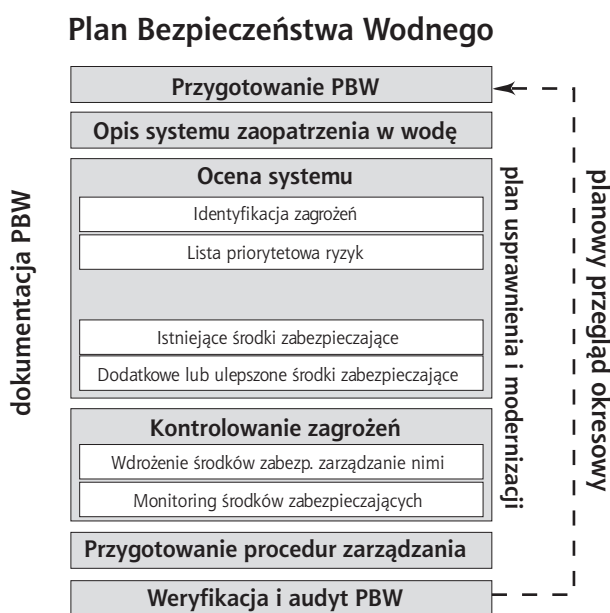 Plan Bezpieczeństwa Wodnego
Przygotowanie PBW
Opis systemu zaopatrzenia w wodę
Ocena systemu
Identyfikacja zagrożeń
Lista priorytetowa ryzyk
Istniejące środki zabezpieczające
Dodatkowe lub ulepszone środki zabezpieczające
Kontrolowanie zagrożeń
Wdrożenie środków zabezp. zarządzanie nimi
Monitoring środków zabezpieczających
Przygotowanie procedur zarządzania
Weryfikacja i audyt PBW
dokumentacja PBW
plan usprawnienia i modernizacji
planowy przegląd okresowy